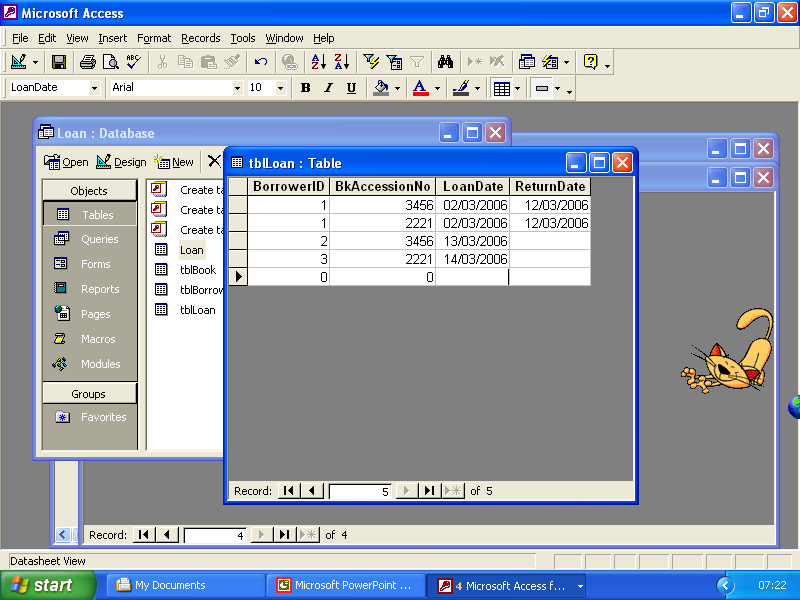 Microsoft Access
File Edit View Insert Format Records Tools Window Help
LoanDate Arial 10 B I U
Loan : Database
Open Design New
Objects
Tables
Queries
Forms
Reports
Pages
Macros
Modules
Groups
Favorites
Create ta
Create ta
Create ta
Loan
tblBook
tblBorrow
tblLoan
tblLoan : Table
BorrowerID BkAccessionNo LoanDate ReturnDate
1 3456 02/03/2006 12/03/2006
1 2221 02/03/2006 12/03/2006
2 3456 13/03/2006
3 2221 14/03/2006
0 0
Record: 5 of 5
Record: 4 of 4
Datasheet View
start My Documents Microsoft PowerPoint ... 4 Microsoft Access f... 07:22